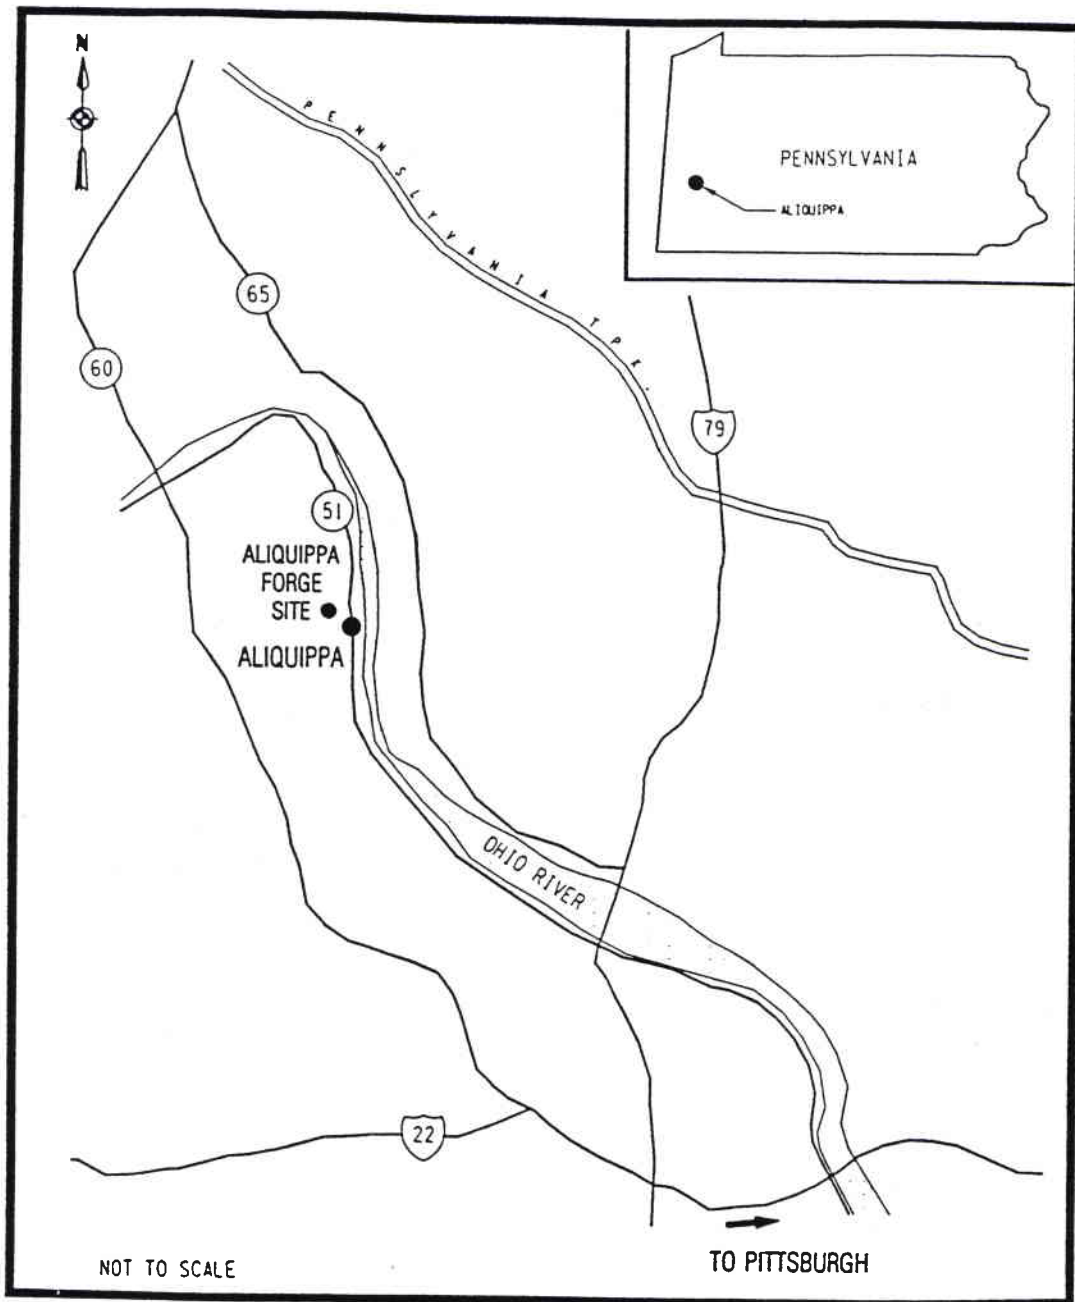 N
PENNSLYVANIA TPK.
PENNSYLVANIA
ALIQUIPPA
65
60
79
51
ALIQUIPPA
FORGE
SITE
ALIQUIPPA
OHIO RIVER
22
TO PITTSBURGH
NOT TO SCALE